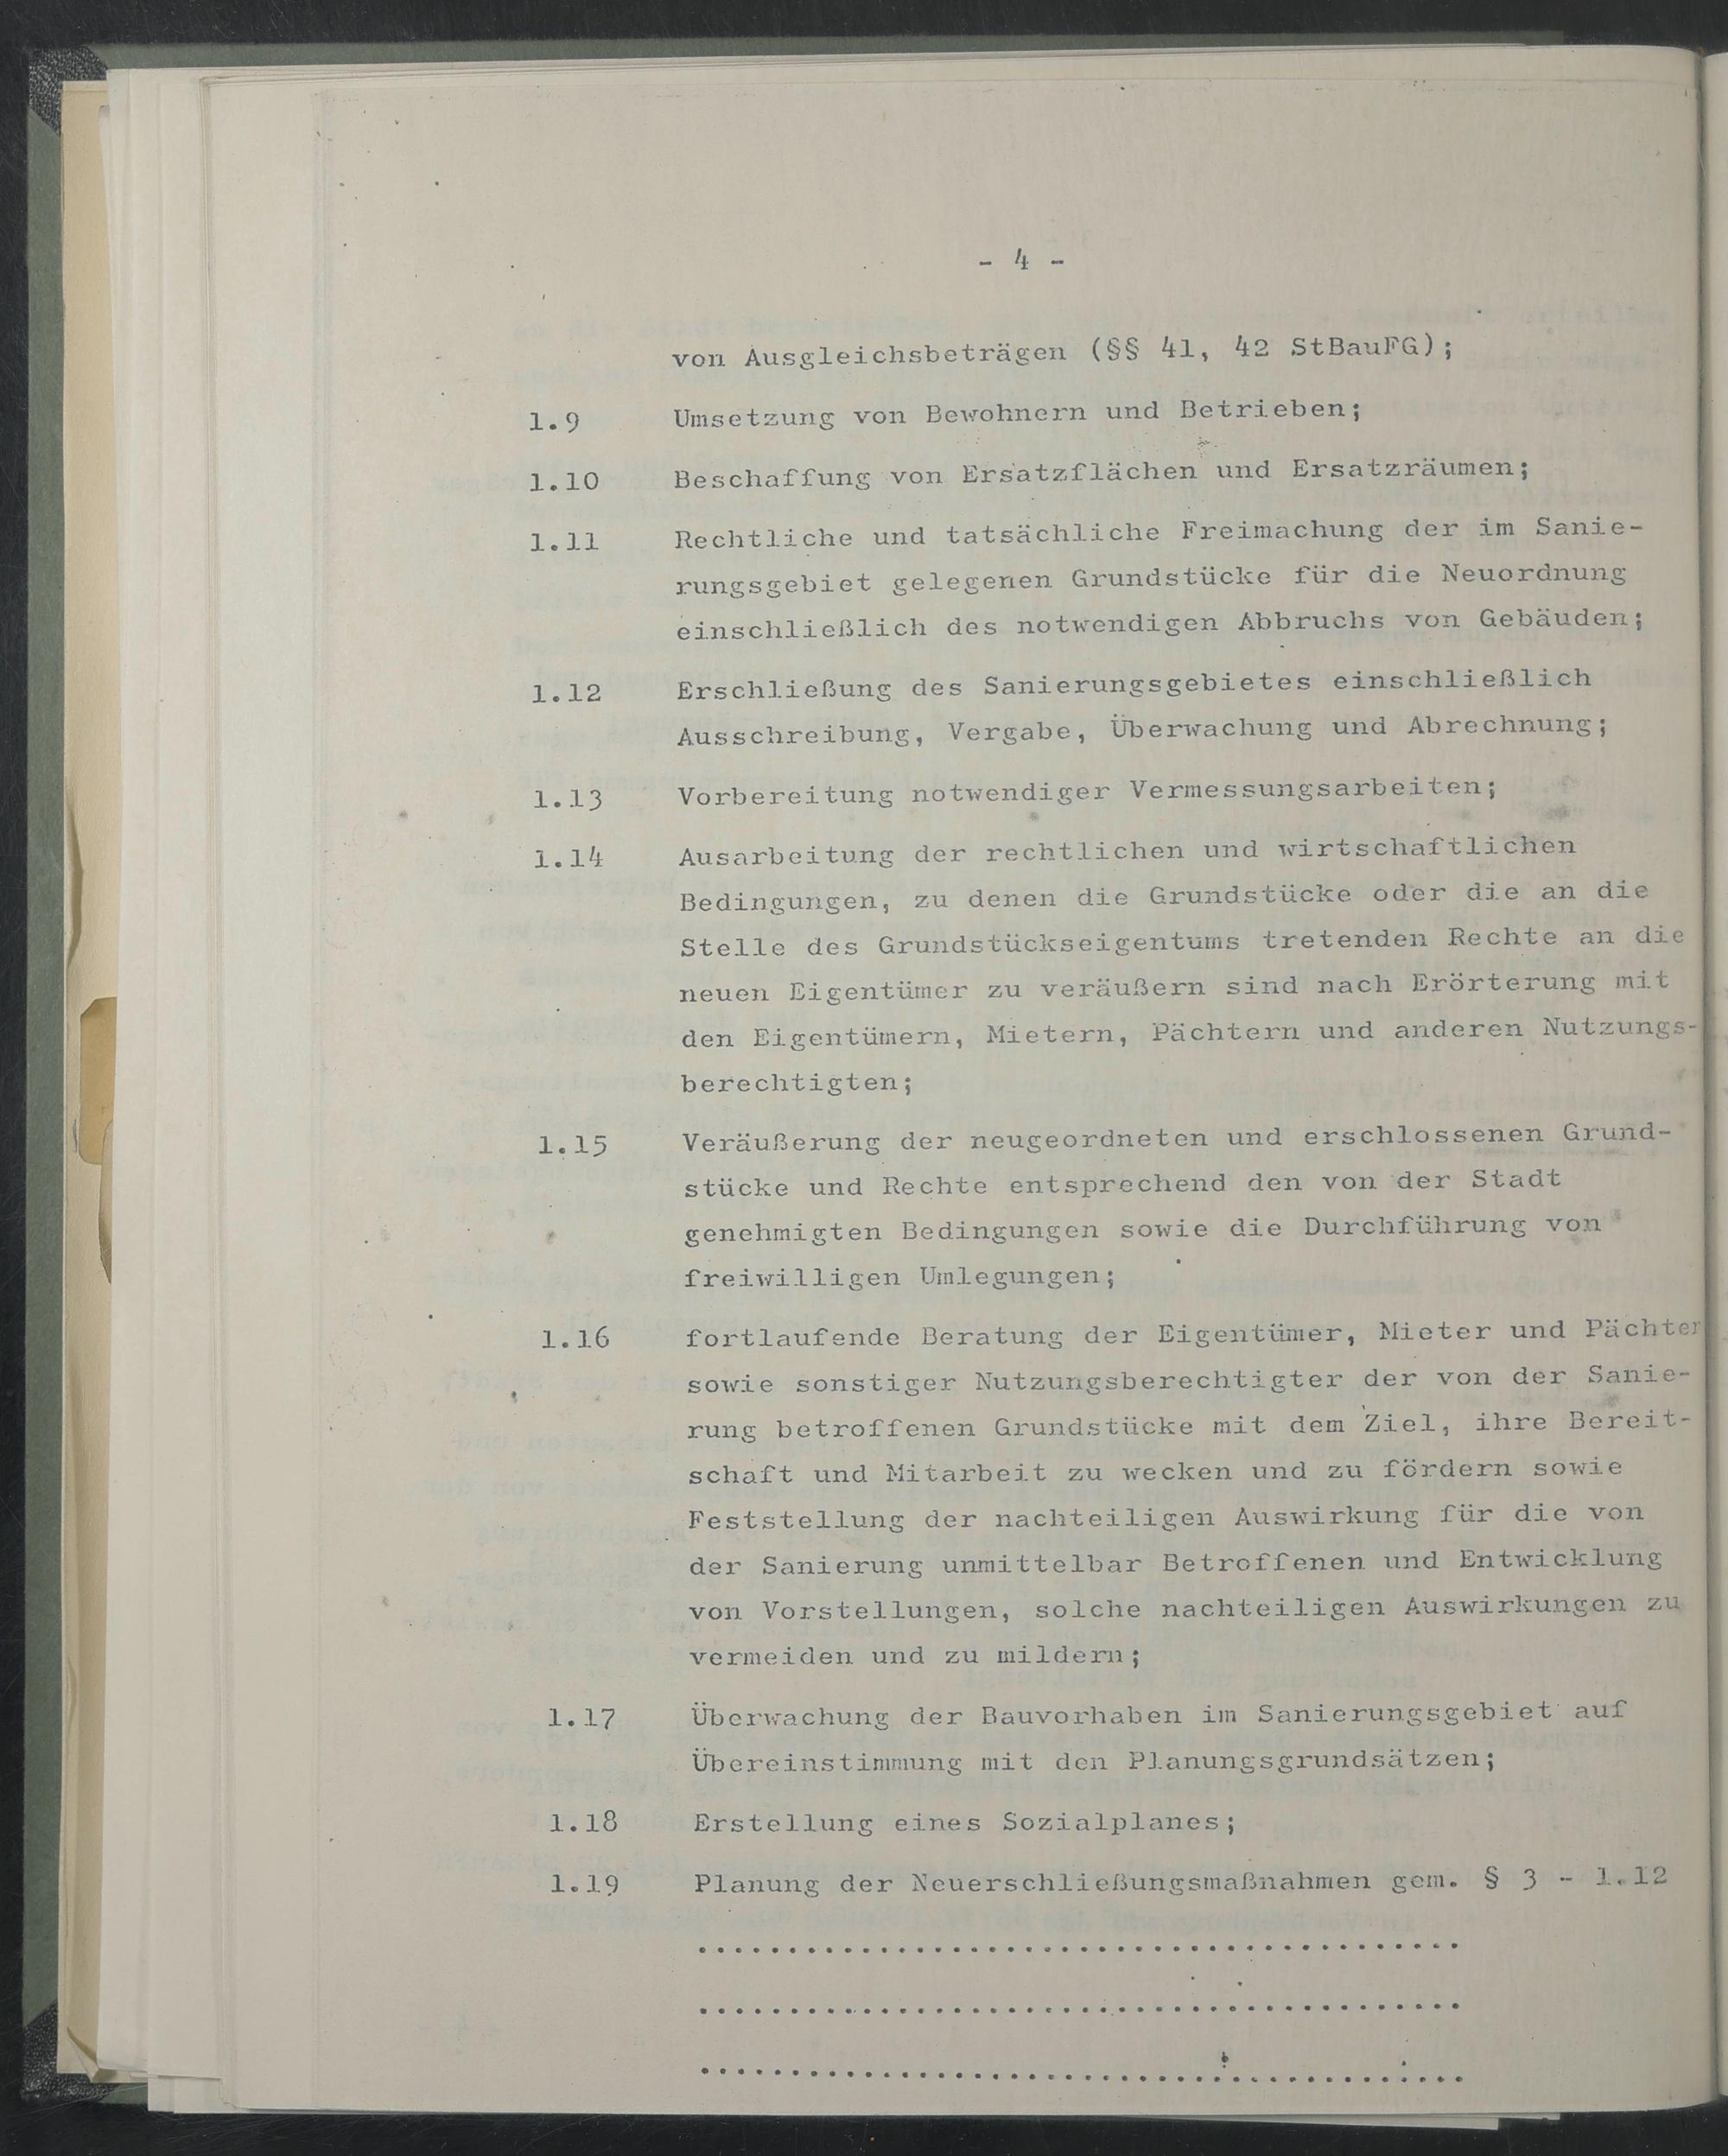 - 4 -
von Ausgleichsbeträgen (§§ 41, 42 StBauFG);
1.9 Umsetzung von Bewohnern und Betrieben;
1.10 Beschaffung von Ersatzflächen und Ersatzräumen;
1.11 Rechtliche und tatsächliche Freimachung der im Sanie-
rungsgebiet gelegenen Grundstücke für die Neuordnung
einschließlich des notwendigen Abbruchs von Gebäuden;
1.12 Erschließung des Sanierungsgebietes einschließlich
Ausschreibung, Vergabe, Überwachung und Abrechnung;
1.13 Vorbereitung notwendiger Vermessungsarbeiten;
1.14 Ausarbeitung der rechtlichen und wirtschaftlichen
Bedingungen, zu denen die Grundstücke oder die an die
Stelle des Grundstückseigentums tretenden Rechte an die
neuen Eigentümer zu veräußern sind nach Erörterung mit
den Eigentümern, Mietern, Pächtern und anderen Nutzungs-
berechtigten;
1.15 Veräußerung der neugeordneten und erschlossenen Grund-
stücke und Rechte entsprechend den von der Stadt
genehmigten Bedingungen sowie die Durchführung von
freiwilligen Umlegungen;
1.16 fortlaufende Beratung der Eigentümer, Mieter und Pächter
sowie sonstiger Nutzungsberechtigter der von der Sanie-
rung betroffenen Grundstücke mit dem Ziel, ihre Bereit-
schaft und Mitarbeit zu wecken und zu fördern sowie
Feststellung der nachteiligen Auswirkung für die von
der Sanierung unmittelbar Betroffenen und Entwicklung
von Vorstellungen, solche nachteiligen Auswirkungen zu
vermeiden und zu mildern;
1.17 Überwachung der Bauvorhaben im Sanierungsgebiet auf
Übereinstimmung mit den Planungsgrundsätzen;
1.18 Erstellung eines Sozialplanes;
1.19 Planung der Neuerschließungsmaßnahmen gem. § 3 - 1.12
..........................................
..........................................
..........................................